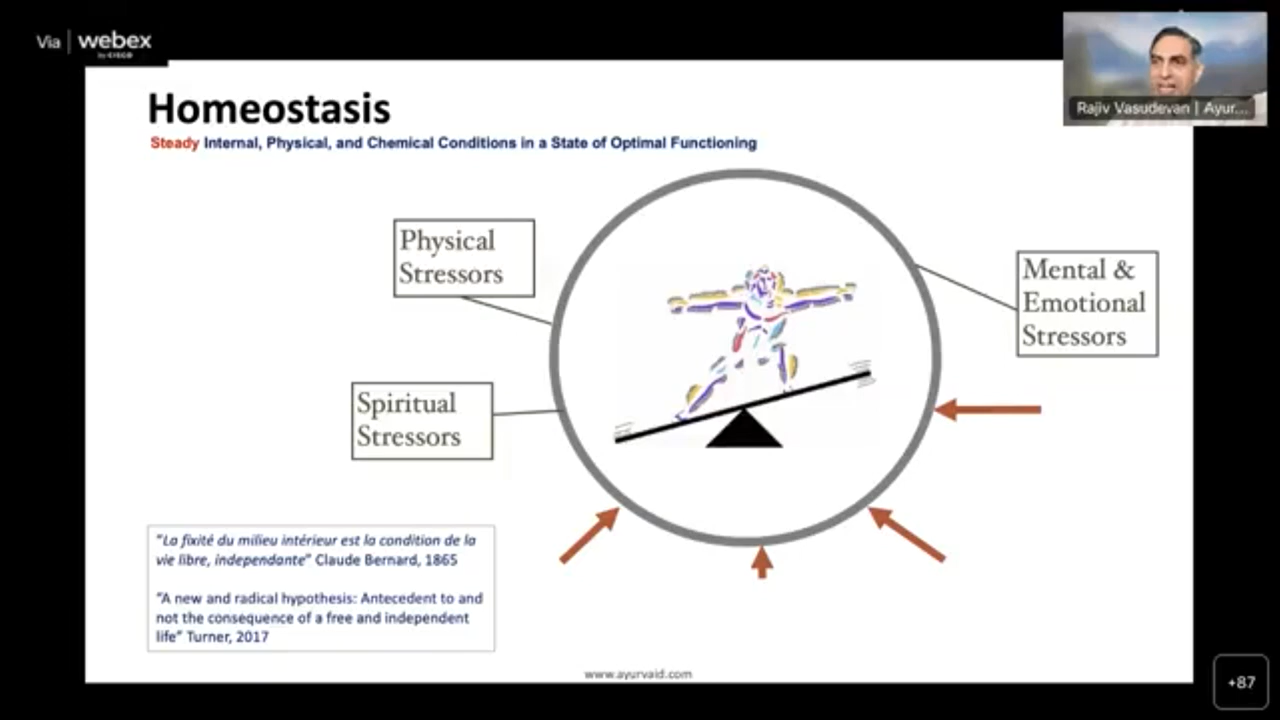 Via | webex
by CISCO
Rajiv Vasudevan | Ayur...
Homeostasis
Steady Internal, Physical, and Chemical Conditions in a State of Optimal Functioning
Physical
Stressors
Mental &
Emotional
Stressors
Spiritual
Stressors
"La fixité du milieu intérieur est la condition de la
vie libre, independante" Claude Bernard, 1865
"A new and radical hypothesis: Antecedent to and
not the consequence of a free and independent
life" Turner, 2017
www.ayurvaid.com
+87